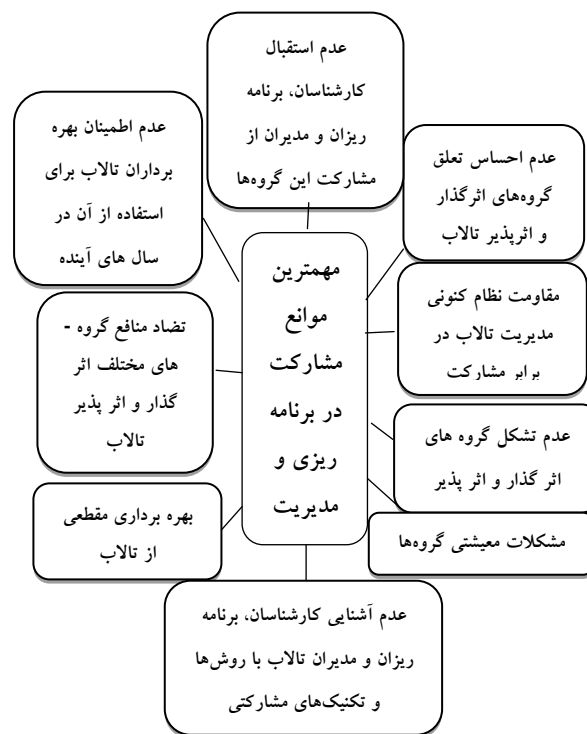 عدم استقبال
کارشناسان، برنامه
ریزان و مدیران از
مشارکت این گروه‌ها
عدم احساس تعلق
گروه‌های اثرگذار
و اثرپذیر تالاب
مقاومت نظام کنونی
مدیریت تالاب در
برابر مشارکت
عدم تشکل گروه های
اثر گذار و اثر پذیر
مشکلات معیشتی گروه‌ها
عدم آشنایی کارشناسان، برنامه
ریزان و مدیران تالاب با روش‌ها
و تکنیک‌های مشارکتی
بهره برداری مقطعی
از تالاب
تضاد منافع گروه -
های مختلف اثر
گذار و اثر پذیر
تالاب
عدم اطمینان بهره
برداران تالاب برای
استفاده از آن در
سال های آینده
مهمترین
موانع
مشارکت
در برنامه
ریزی و
مدیریت